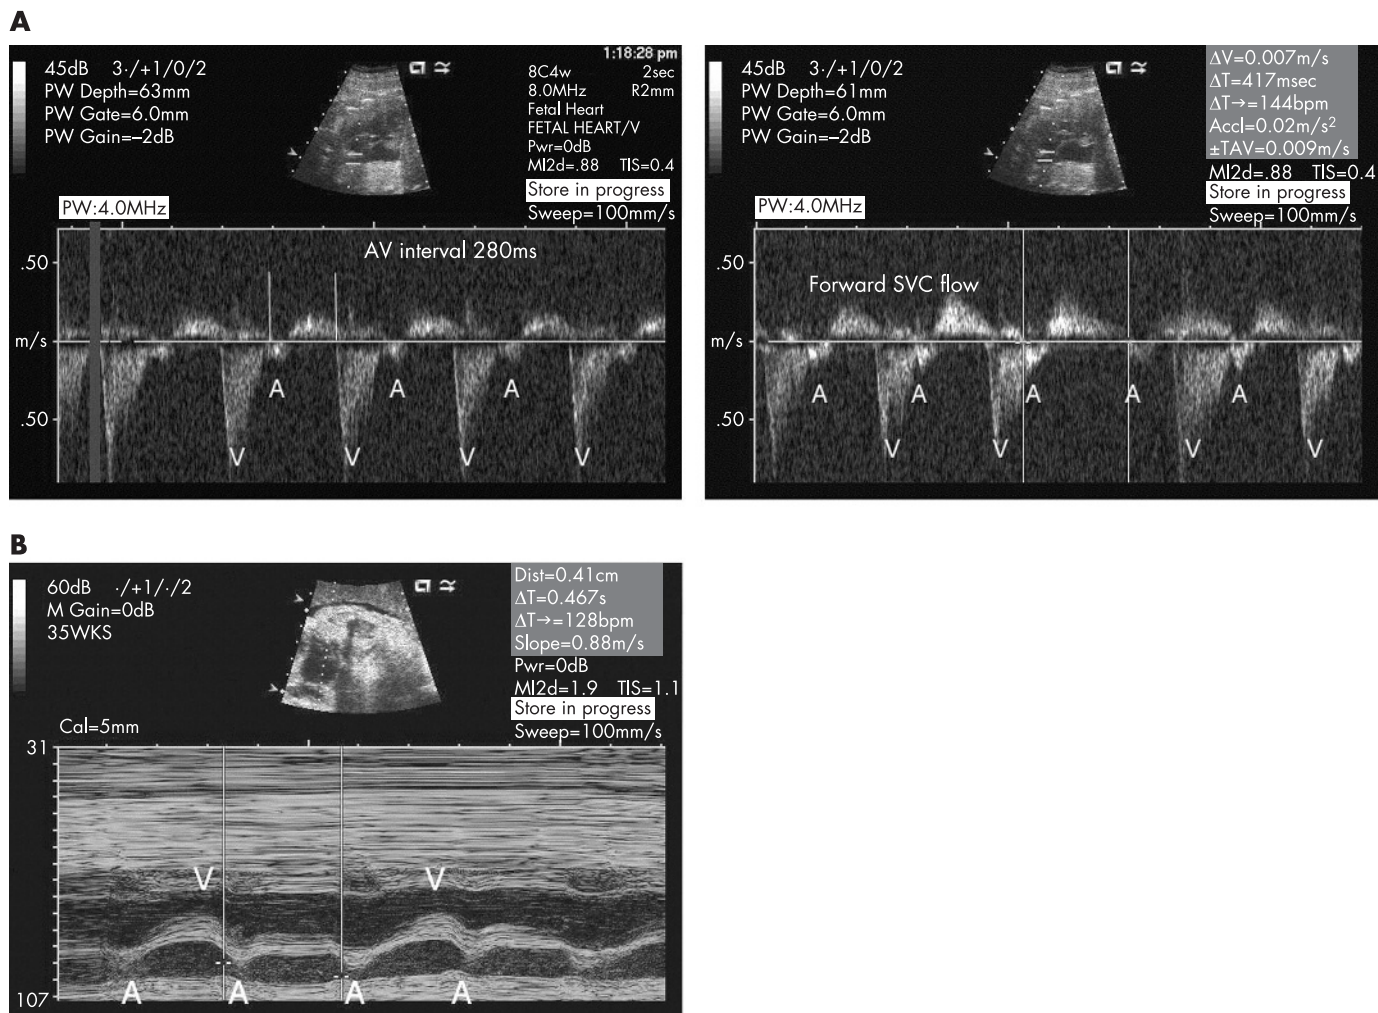 A
1:18:28 pm
45dB 3·/+1/0/2
PW Depth=63mm
PW Gate=6.0mm
PW Gain=–2dB
8C4w 2sec
8.0MHz R2mm
Fetal Heart
FETAL HEART/V
Pwr=0dB
MI2d=.88 TIS=0.4
Store in progress
Sweep=100mm/s
PW:4.0MHz
AV interval 280ms
.50
m/s
.50
A A A
V V V V
45dB 3·/+1/0/2
PW Depth=61mm
PW Gate=6.0mm
PW Gain=–2dB
ΔV=0.007m/s
ΔT=417msec
ΔT→=144bpm
Accl=0.02m/s²
±TAV=0.009m/s
MI2d=.88 TIS=0.4
Store in progress
Sweep=100mm/s
PW:4.0MHz
Forward SVC flow
.50
m/s
.50
A A A A A
V V V V
B
60dB ·/+1/·/2
M Gain=0dB
35WKS
Dist=0.41cm
ΔT=0.467s
ΔT→=128bpm
Slope=0.88m/s
Pwr=0dB
MI2d=1.9 TIS=1.1
Store in progress
Sweep=100mm/s
Cal=5mm
31
V V
107
A A A A